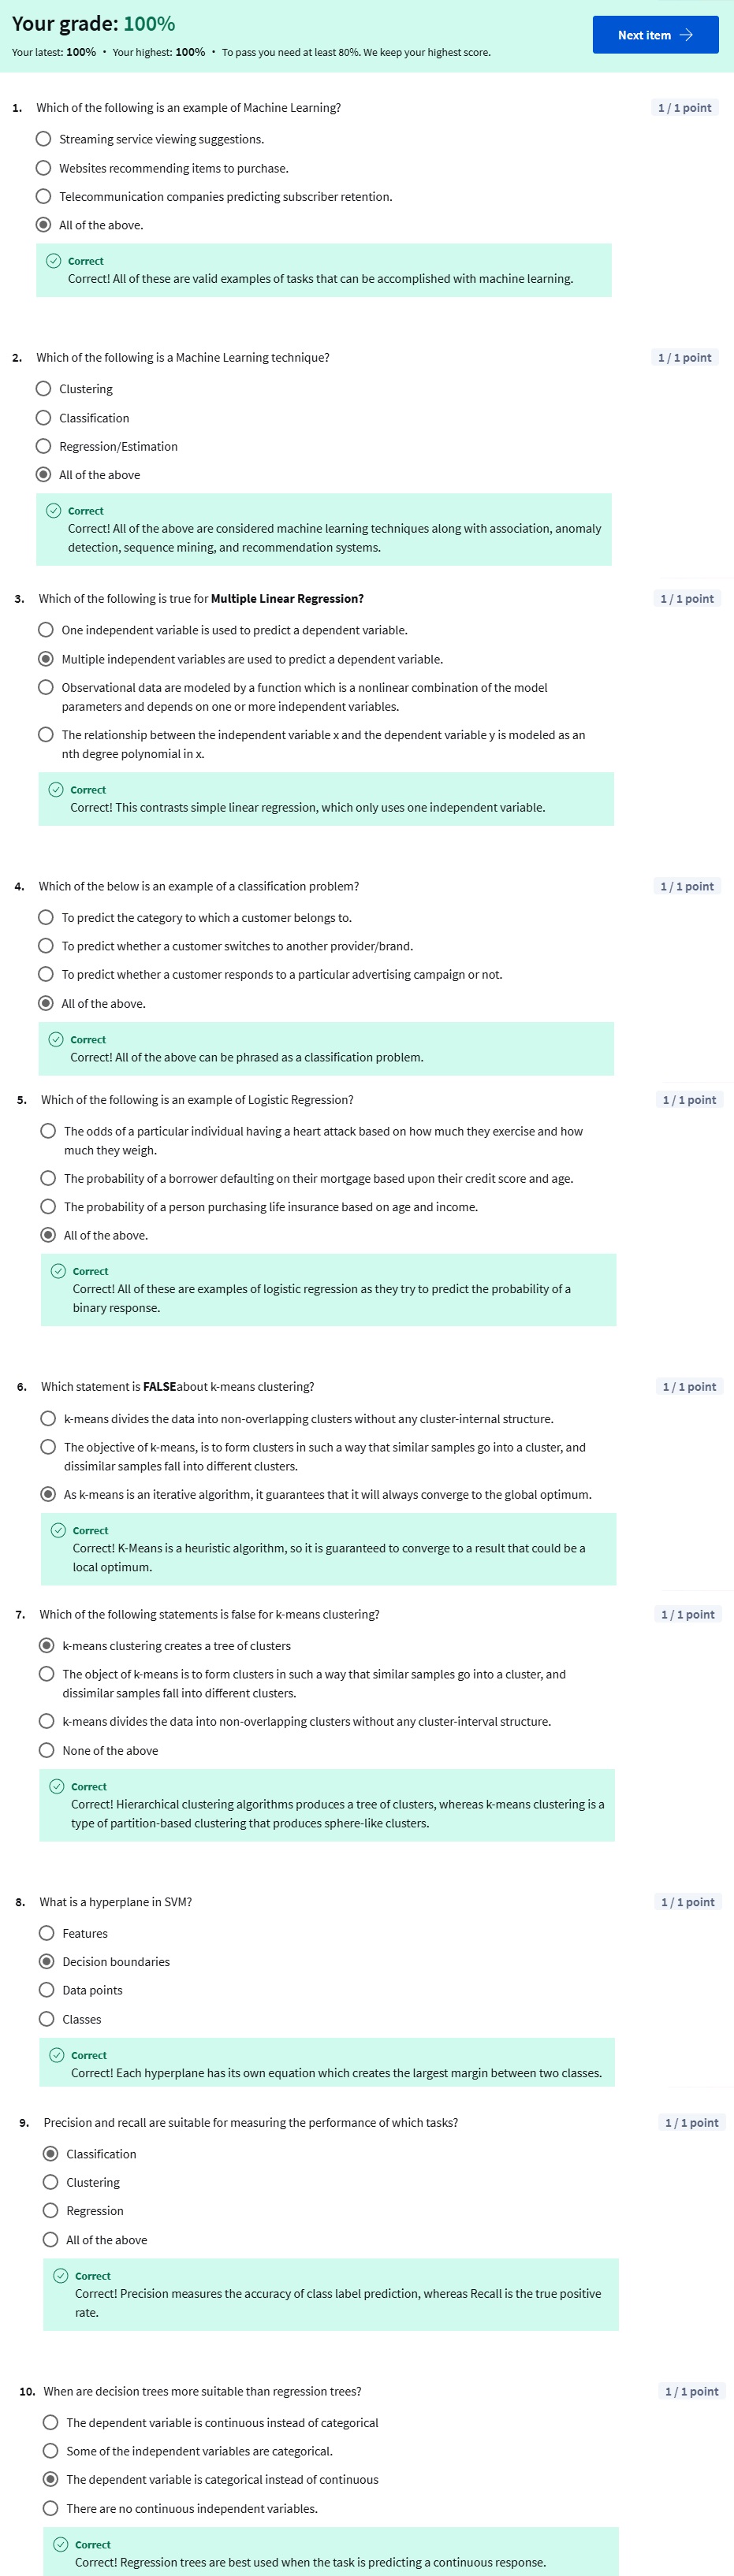 Your grade: 100%
Next item
Your latest: 100% • Your highest: 100% • To pass you need at least 80%. We keep your highest score.
1. Which of the following is an example of Machine Learning?
1 / 1 point
Streaming service viewing suggestions.
Websites recommending items to purchase.
Telecommunication companies predicting subscriber retention.
All of the above.
Correct
Correct! All of these are valid examples of tasks that can be accomplished with machine learning.
2. Which of the following is a Machine Learning technique?
1 / 1 point
Clustering
Classification
Regression/Estimation
All of the above
Correct
Correct! All of the above are considered machine learning techniques along with association, anomaly
detection, sequence mining, and recommendation systems.
3. Which of the following is true for Multiple Linear Regression?
1 / 1 point
One independent variable is used to predict a dependent variable.
Multiple independent variables are used to predict a dependent variable.
Observational data are modeled by a function which is a nonlinear combination of the model
parameters and depends on one or more independent variables.
The relationship between the independent variable x and the dependent variable y is modeled as an
nth degree polynomial in x.
Correct
Correct! This contrasts simple linear regression, which only uses one independent variable.
4. Which of the below is an example of a classification problem?
1 / 1 point
To predict the category to which a customer belongs to.
To predict whether a customer switches to another provider/brand.
To predict whether a customer responds to a particular advertising campaign or not.
All of the above.
Correct
Correct! All of the above can be phrased as a classification problem.
5. Which of the following is an example of Logistic Regression?
1 / 1 point
The odds of a particular individual having a heart attack based on how much they exercise and how
much they weigh.
The probability of a borrower defaulting on their mortgage based upon their credit score and age.
The probability of a person purchasing life insurance based on age and income.
All of the above.
Correct
Correct! All of these are examples of logistic regression as they try to predict the probability of a
binary response.
6. Which statement is FALSEabout k-means clustering?
1 / 1 point
k-means divides the data into non-overlapping clusters without any cluster-internal structure.
The objective of k-means, is to form clusters in such a way that similar samples go into a cluster, and
dissimilar samples fall into different clusters.
As k-means is an iterative algorithm, it guarantees that it will always converge to the global optimum.
Correct
Correct! K-Means is a heuristic algorithm, so it is guaranteed to converge to a result that could be a
local optimum.
7. Which of the following statements is false for k-means clustering?
1 / 1 point
k-means clustering creates a tree of clusters
The object of k-means is to form clusters in such a way that similar samples go into a cluster, and
dissimilar samples fall into different clusters.
k-means divides the data into non-overlapping clusters without any cluster-interval structure.
None of the above
Correct
Correct! Hierarchical clustering algorithms produces a tree of clusters, whereas k-means clustering is a
type of partition-based clustering that produces sphere-like clusters.
8. What is a hyperplane in SVM?
1 / 1 point
Features
Decision boundaries
Data points
Classes
Correct
Correct! Each hyperplane has its own equation which creates the largest margin between two classes.
9. Precision and recall are suitable for measuring the performance of which tasks?
1 / 1 point
Classification
Clustering
Regression
All of the above
Correct
Correct! Precision measures the accuracy of class label prediction, whereas Recall is the true positive
rate.
10. When are decision trees more suitable than regression trees?
1 / 1 point
The dependent variable is continuous instead of categorical
Some of the independent variables are categorical.
The dependent variable is categorical instead of continuous
There are no continuous independent variables.
Correct
Correct! Regression trees are best used when the task is predicting a continuous response.